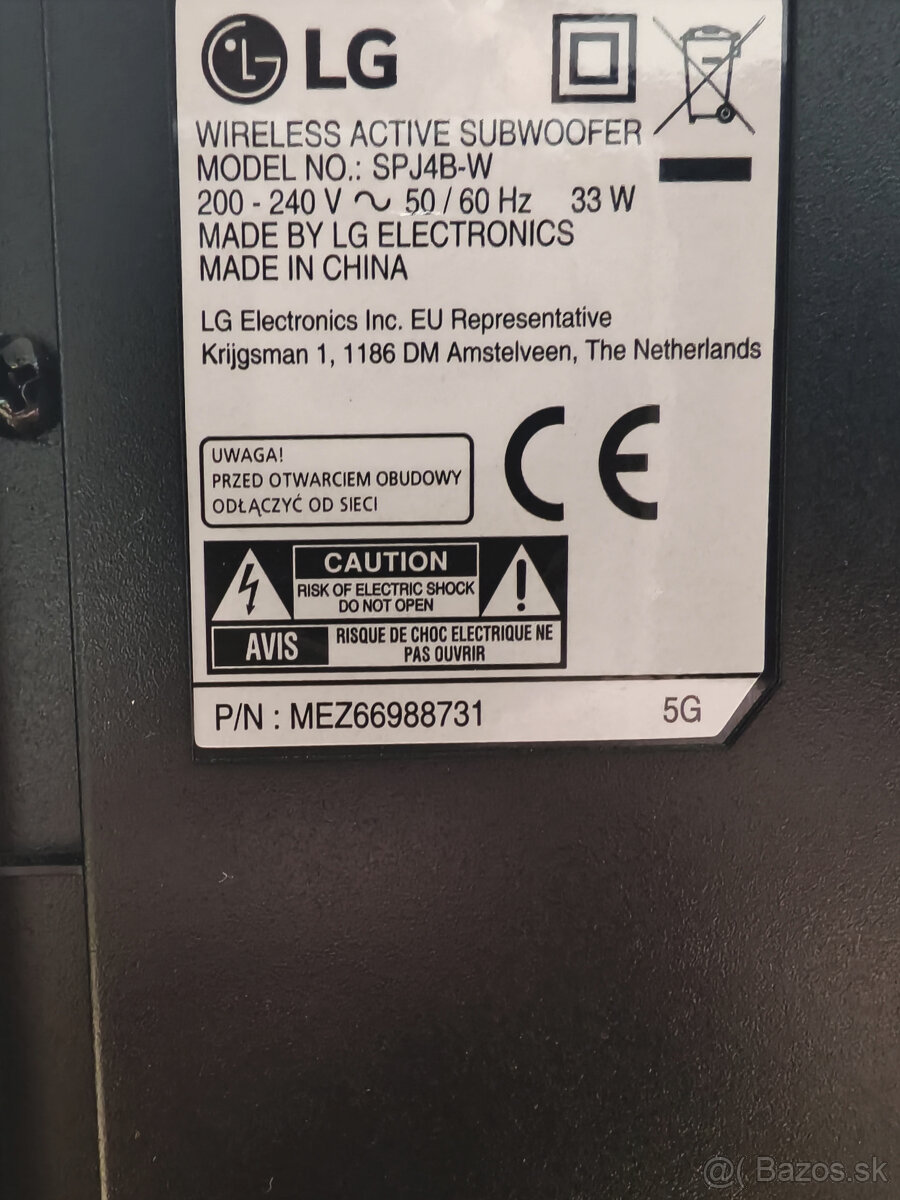 LG
WIRELESS ACTIVE SUBWOOFER
MODEL NO.: SPJ4B-W
200 - 240 V ~ 50 / 60 Hz 33 W
MADE BY LG ELECTRONICS
MADE IN CHINA
LG Electronics Inc. EU Representative
Krijgsman 1, 1186 DM Amstelveen, The Netherlands
UWAGA!
PRZED OTWARCIEM OBUDOWY
ODŁĄCZYĆ OD SIECI
CE
CAUTION
RISK OF ELECTRIC SHOCK
DO NOT OPEN
AVIS
RISQUE DE CHOC ELECTRIQUE NE
PAS OUVRIR
P/N : MEZ66988731 5G
@( Bazos.sk